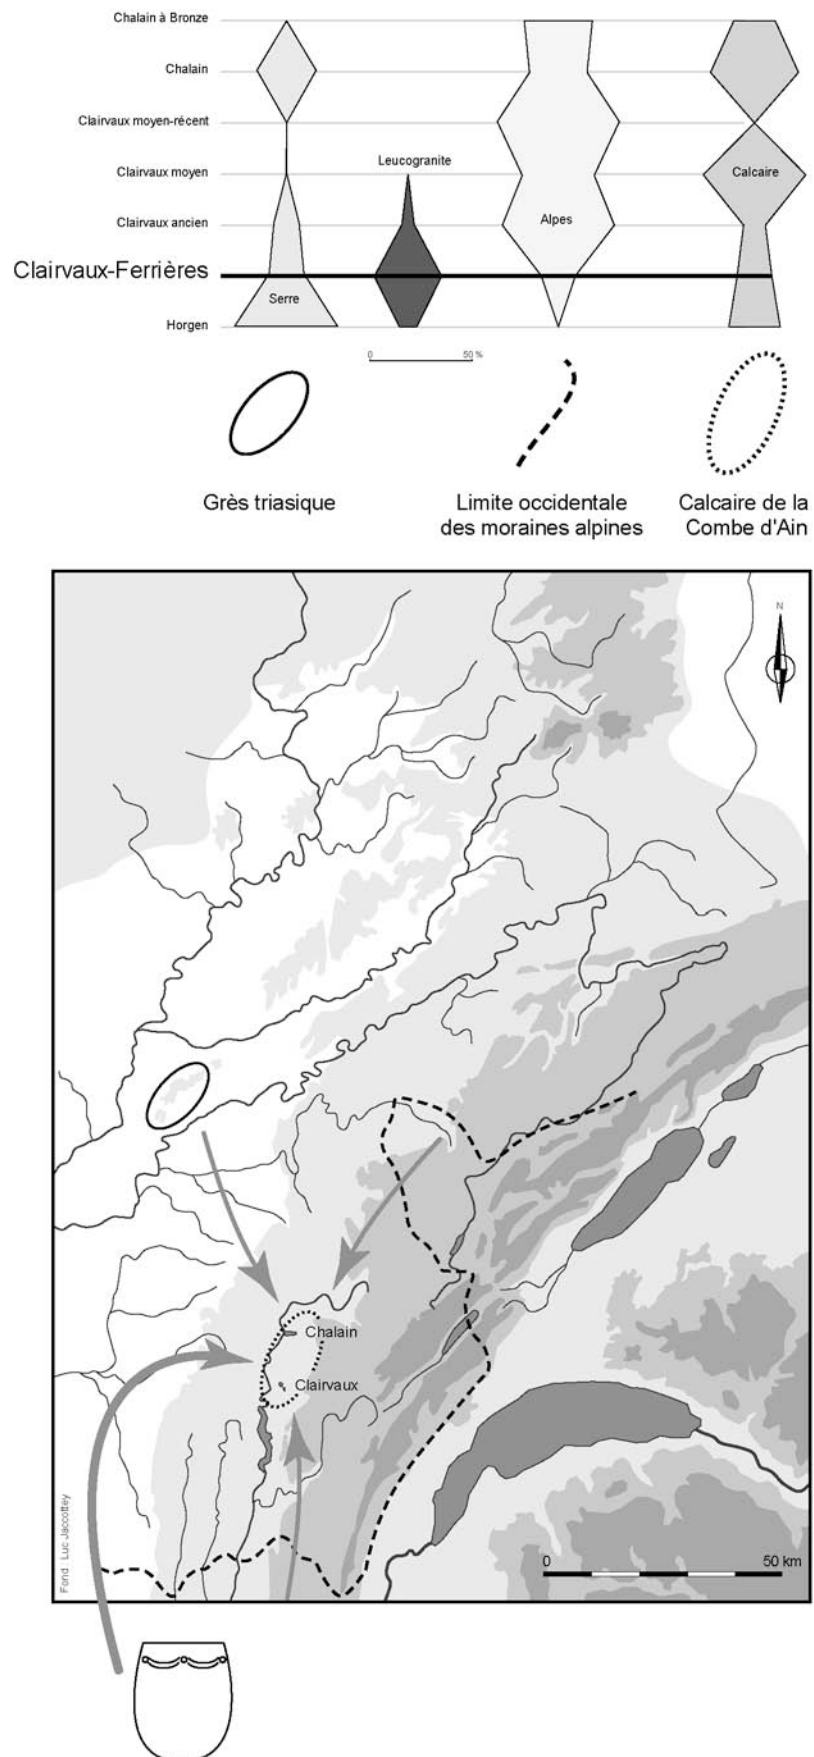 Chalain à Bronze
Chalain
Clairvaux moyen-récent
Leucogranite
Clairvaux moyen
Calcaire
Clairvaux ancien
Alpes
Clairvaux-Ferrières
Serre
Horgen
0 50 %
Grès triasique
Limite occidentale
des moraines alpines
Calcaire de la
Combe d'Ain
N
Chalain
Clairvaux
Fond : Luc Jaccottey
0 50 km